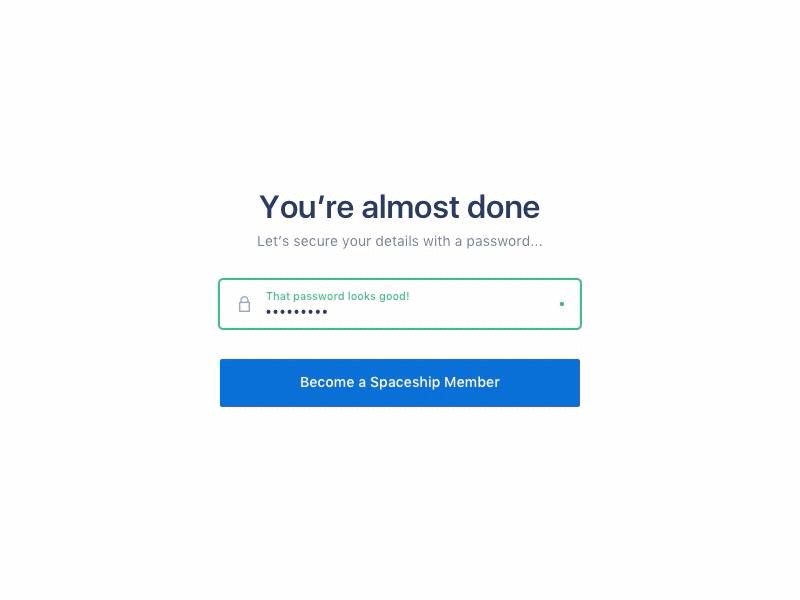 You’re almost done
Let’s secure your details with a password...
That password looks good!
•••••••••
Become a Spaceship Member